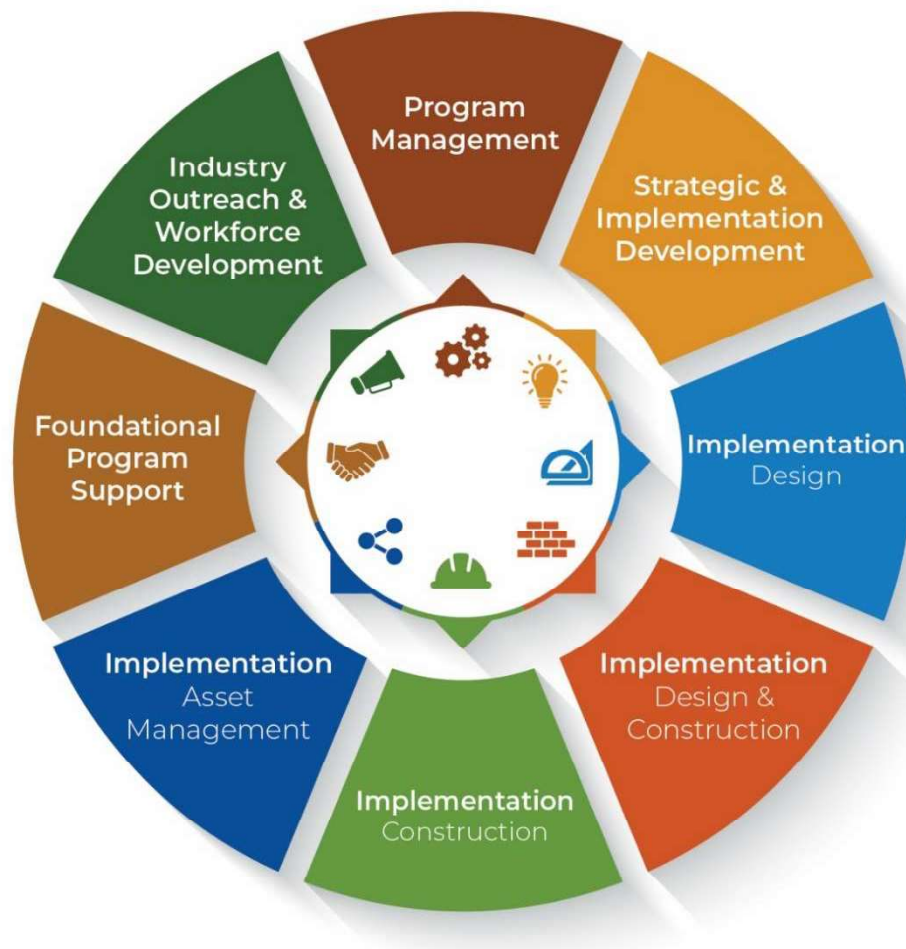 Program
Management
Strategic &
Implementation
Development
Implementation
Design
Implementation
Design &
Construction
Implementation
Construction
Implementation
Asset
Management
Foundational
Program
Support
Industry
Outreach &
Workforce
Development